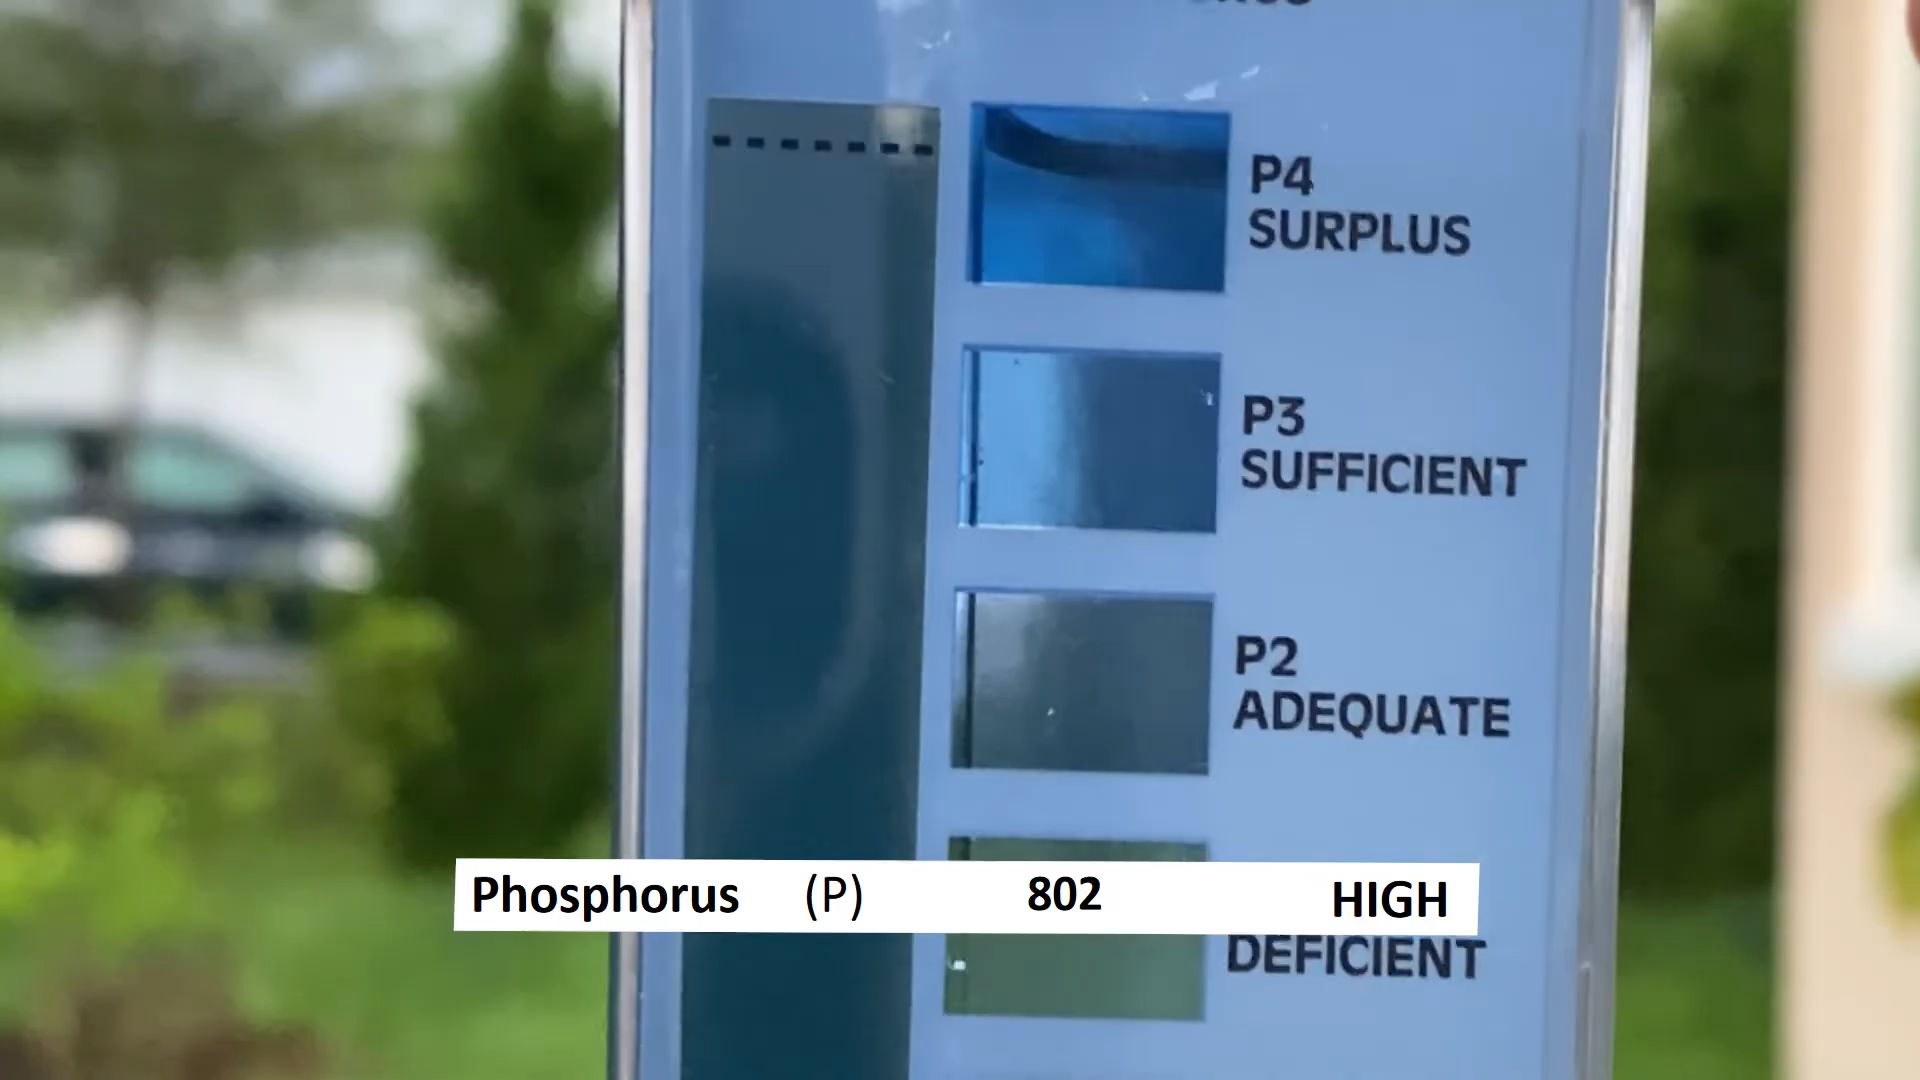 P4
SURPLUS
P3
SUFFICIENT
P2
ADEQUATE
Phosphorus (P) 802 HIGH
DEFICIENT